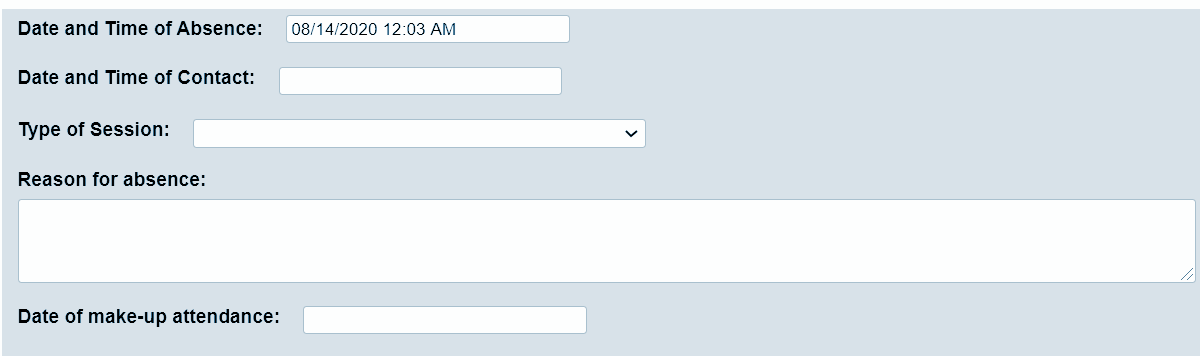 Date and Time of Absence: 08/14/2020 12:03 AM
Date and Time of Contact:
Type of Session:
Reason for absence:
Date of make-up attendance: